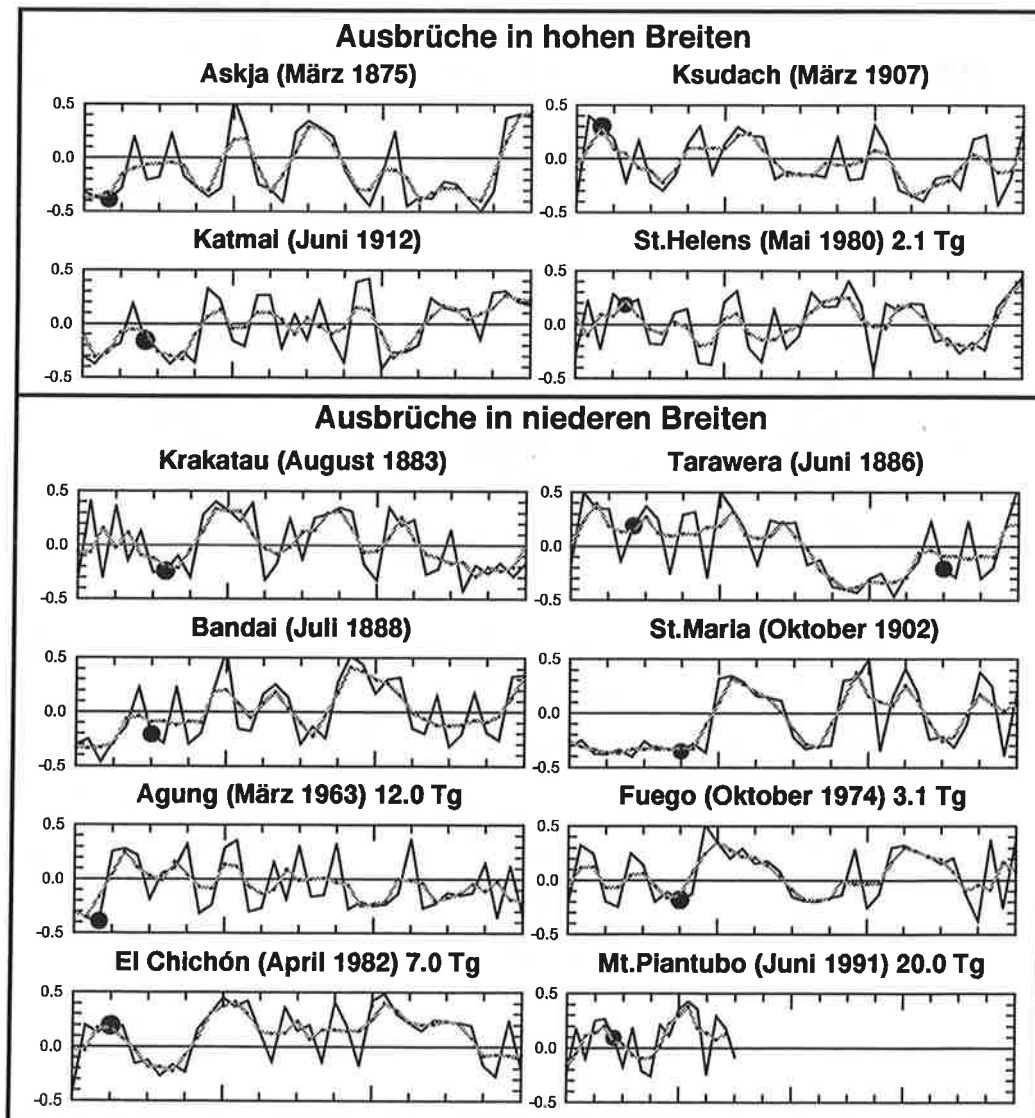 Ausbrüche in hohen Breiten
Askja (März 1875)
Ksudach (März 1907)
0.5
0.0
-0.5
0.5
0.0
-0.5
Katmai (Juni 1912)
St.Helens (Mai 1980) 2.1 Tg
0.5
0.0
-0.5
0.5
0.0
-0.5
Ausbrüche in niederen Breiten
Krakatau (August 1883)
Tarawera (Juni 1886)
0.5
0.0
-0.5
0.5
0.0
-0.5
Bandai (Juli 1888)
St.Maria (Oktober 1902)
0.5
0.0
-0.5
0.5
0.0
-0.5
Agung (März 1963) 12.0 Tg
Fuego (Oktober 1974) 3.1 Tg
0.5
0.0
-0.5
0.5
0.0
-0.5
El Chichón (April 1982) 7.0 Tg
Mt.Piantubo (Juni 1991) 20.0 Tg
0.5
0.0
-0.5
0.5
0.0
-0.5